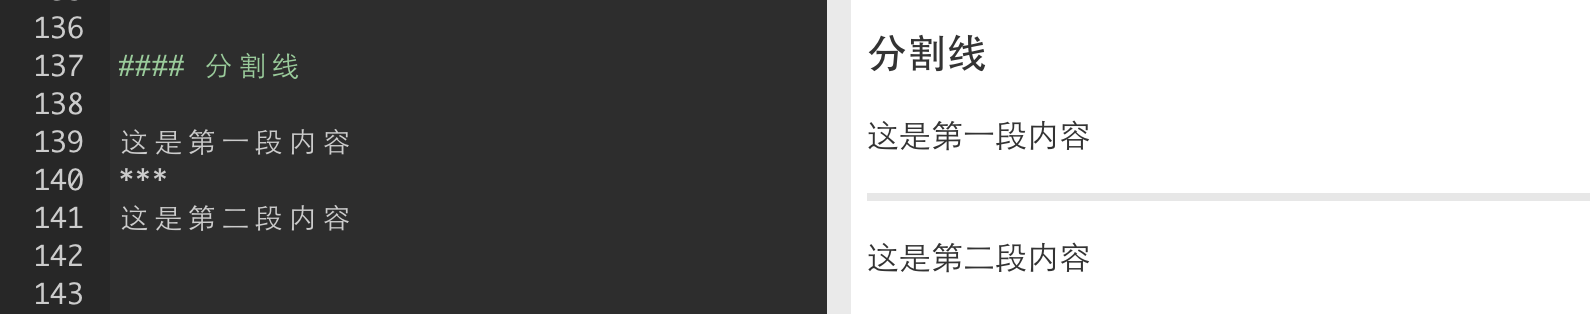 136
137 #### 分割线
138
139 这是第一段内容
140 ***
141 这是第二段内容
142
143
分割线
这是第一段内容
这是第二段内容